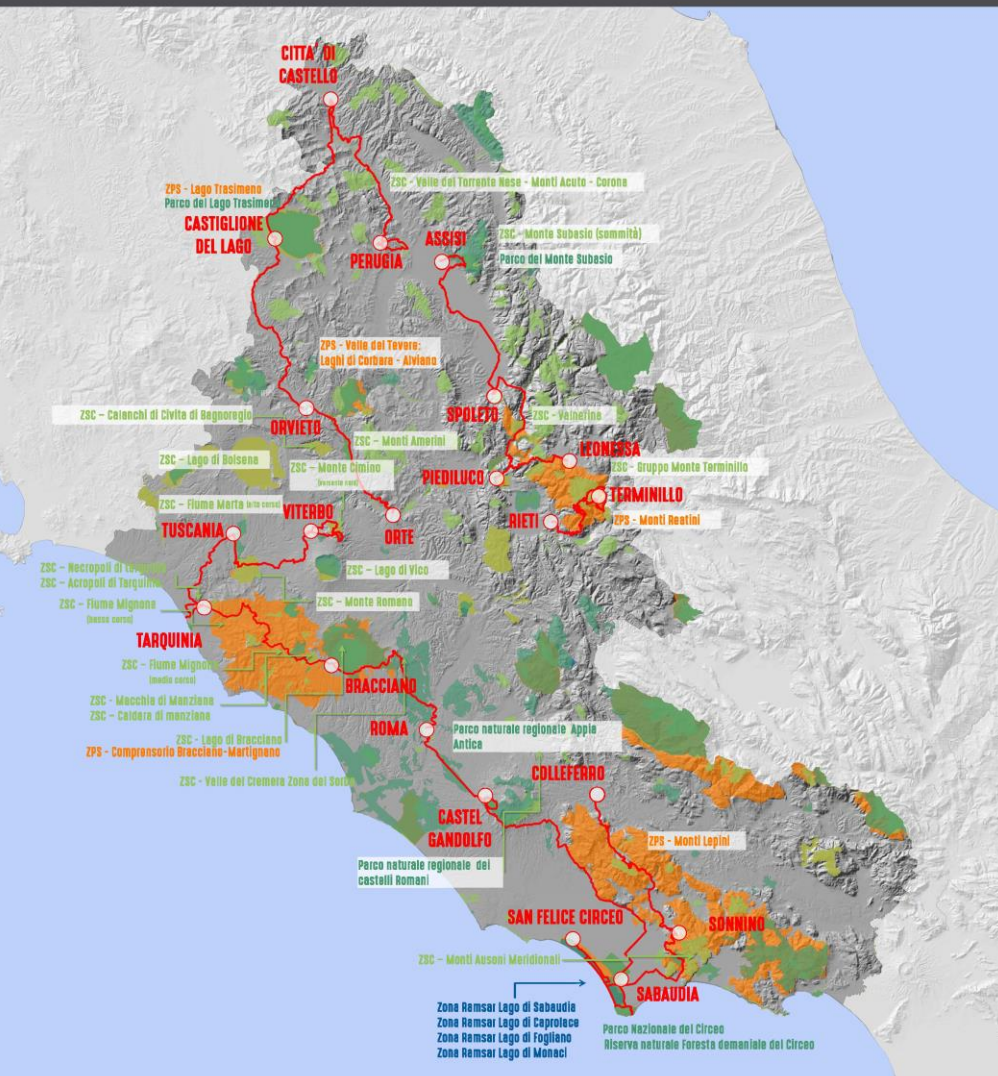 CITTA' DI
CASTELLO
ZPS - Lago Trasimeno
Parco del Lago Trasimeno
ZSC - Valle del Torrente Nese - Monti Acuto - Corona
CASTIGLIONE
DEL LAGO
PERUGIA
ASSISI
ZSC - Monte Subasio (sommità)
Parco del Monte Subasio
ZPS - Valle del Tevere:
Laghi di Corbara - Alviano
ZSC - Calanchi di Civita di Bagnoregio
ORVIETO
SPOLETO
ZSC - Valnerina
ZSC - Monti Amerini
ZSC - Lago di Bolsena
ZSC - Monte Cimino
(versante nord)
LEONESSA
ZSC - Gruppo Monte Terminillo
PIEDILUCO
TERMINILLO
ZSC - Fiume Marta (alto corso)
VITERBO
TUSCANIA
ORTE
RIETI
ZPS - Monti Reatini
ZSC - Necropoli di
ZSC - Acropoli di Tarquinia
ZSC - Lago di Vico
ZSC - Fiume Mignone
(basso corso)
ZSC - Monte Romano
TARQUINIA
ZSC - Fiume Mignone
(medio corso)
BRACCIANO
ZSC - Macchia di Manziana
ZSC - Caldara di manziana
ROMA
Parco naturale regionale Appia
Antica
ZSC - Lago di Bracciano
ZPS - Comprensorio Bracciano-Martignano
ZSC - Valle del Cremera Zona del Sorbo
COLLEFERRO
CASTEL
GANDOLFO
ZPS - Monti Lepini
Parco naturale regionale dei
castelli Romani
SAN FELICE CIRCEO
SONNINO
ZSC - Monti Ausoni Meridionali
SABAUDIA
Zona Ramsar Lago di Sabaudia
Zona Ramsar Lago di Caprolace
Zona Ramsar Lago di Fogliano
Zona Ramsar Lago di Monaci
Parco Nazionale del Circeo
Riserva naturale Foresta demaniale del Circeo